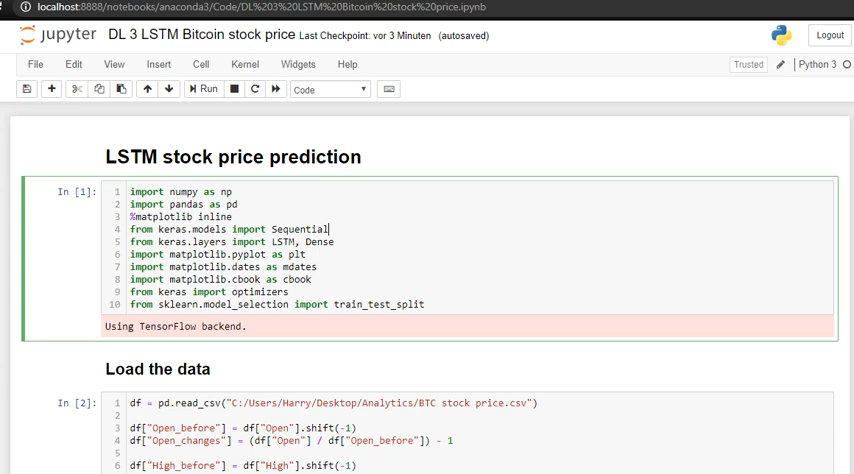 localhost:8888/notebooks/anaconda3/Code/DL%203%20LSTM%20Bitcoin%20stock%20price.ipynb
jupyter DL 3 LSTM Bitcoin stock price Last Checkpoint: vor 3 Minuten (autosaved)
Logout
File Edit View Insert Cell Kernel Widgets Help
Trusted
Python 3
Run
Code
LSTM stock price prediction
In [1]:
1 import numpy as np
2 import pandas as pd
3 %matplotlib inline
4 from keras.models import Sequential
5 from keras.layers import LSTM, Dense
6 import matplotlib.pyplot as plt
7 import matplotlib.dates as mdates
8 import matplotlib.cbook as cbook
9 from keras import optimizers
10 from sklearn.model_selection import train_test_split
Using TensorFlow backend.
Load the data
In [2]:
1 df = pd.read_csv("C:/Users/Harry/Desktop/Analytics/BTC stock price.csv")
2
3 df["Open_before"] = df["Open"].shift(-1)
4 df["Open_changes"] = (df["Open"] / df["Open_before"]) - 1
5
6 df["High_before"] = df["High"].shift(-1)